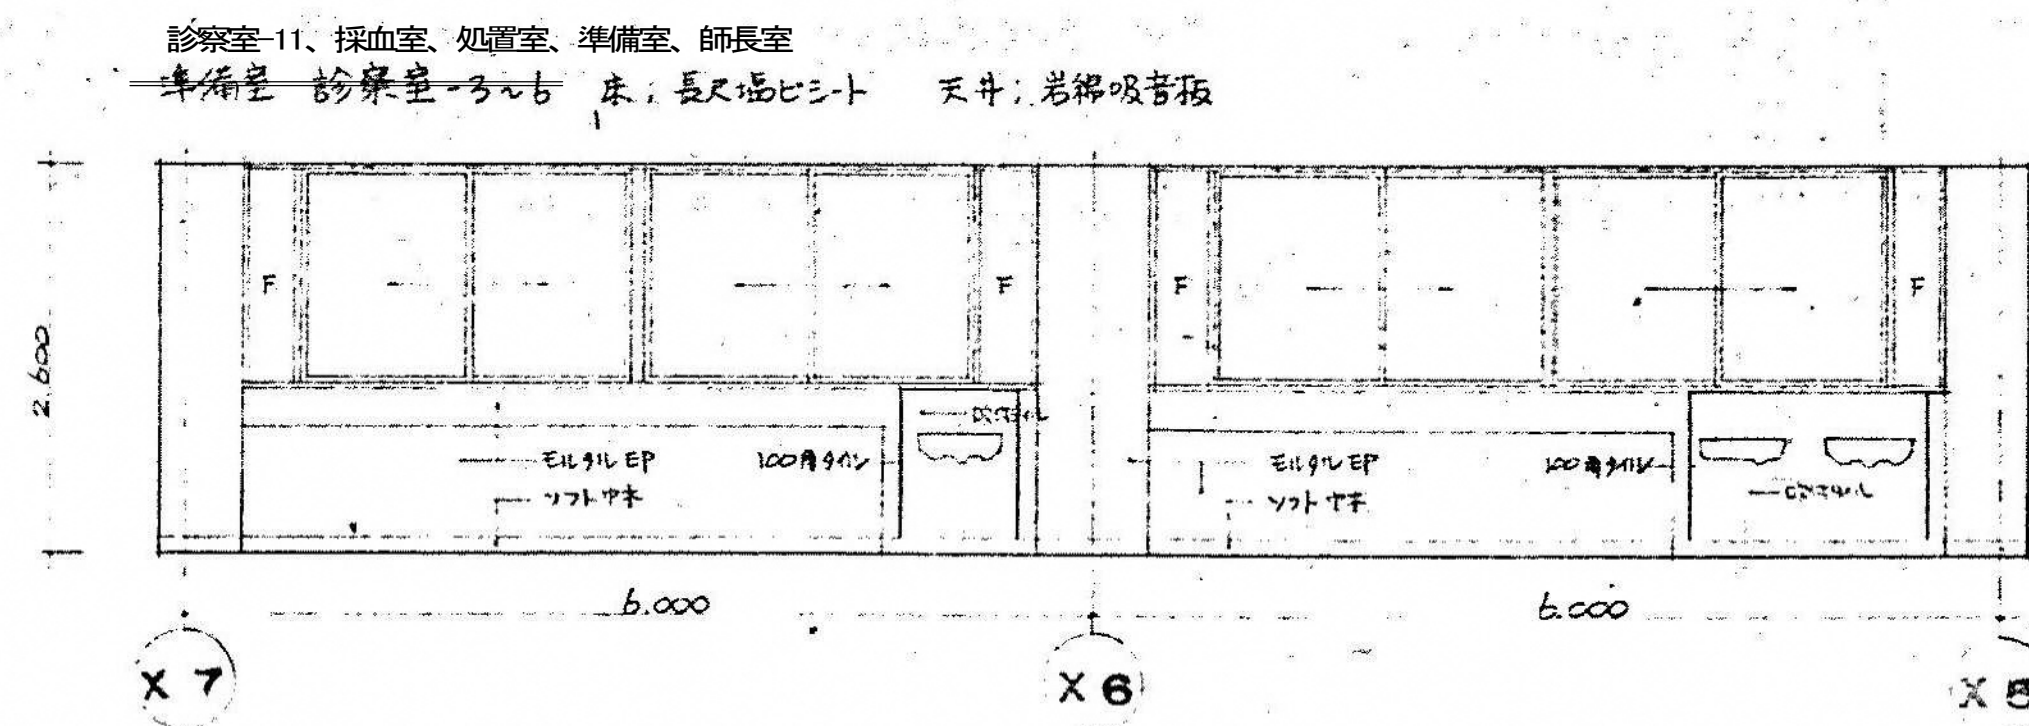 診察室-11、採血室、処置室、準備室、師長室
準備室 診察室-3~6 床;長尺塩ビシート 天井;岩綿吸音板
F F F F
2.600
モルタルEP 100角タイル モルタルEP 100角タイル
ソフト巾木 ソフト巾木
6.000 6.000
X7 X6 X5